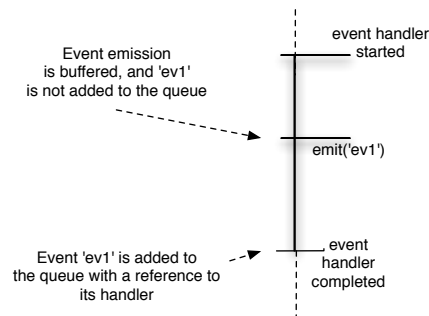 event handler
started
Event emission
is buffered, and 'ev1'
is not added to the queue
emit('ev1')
Event 'ev1' is added to
the queue with a reference to
its handler
event
handler
completed